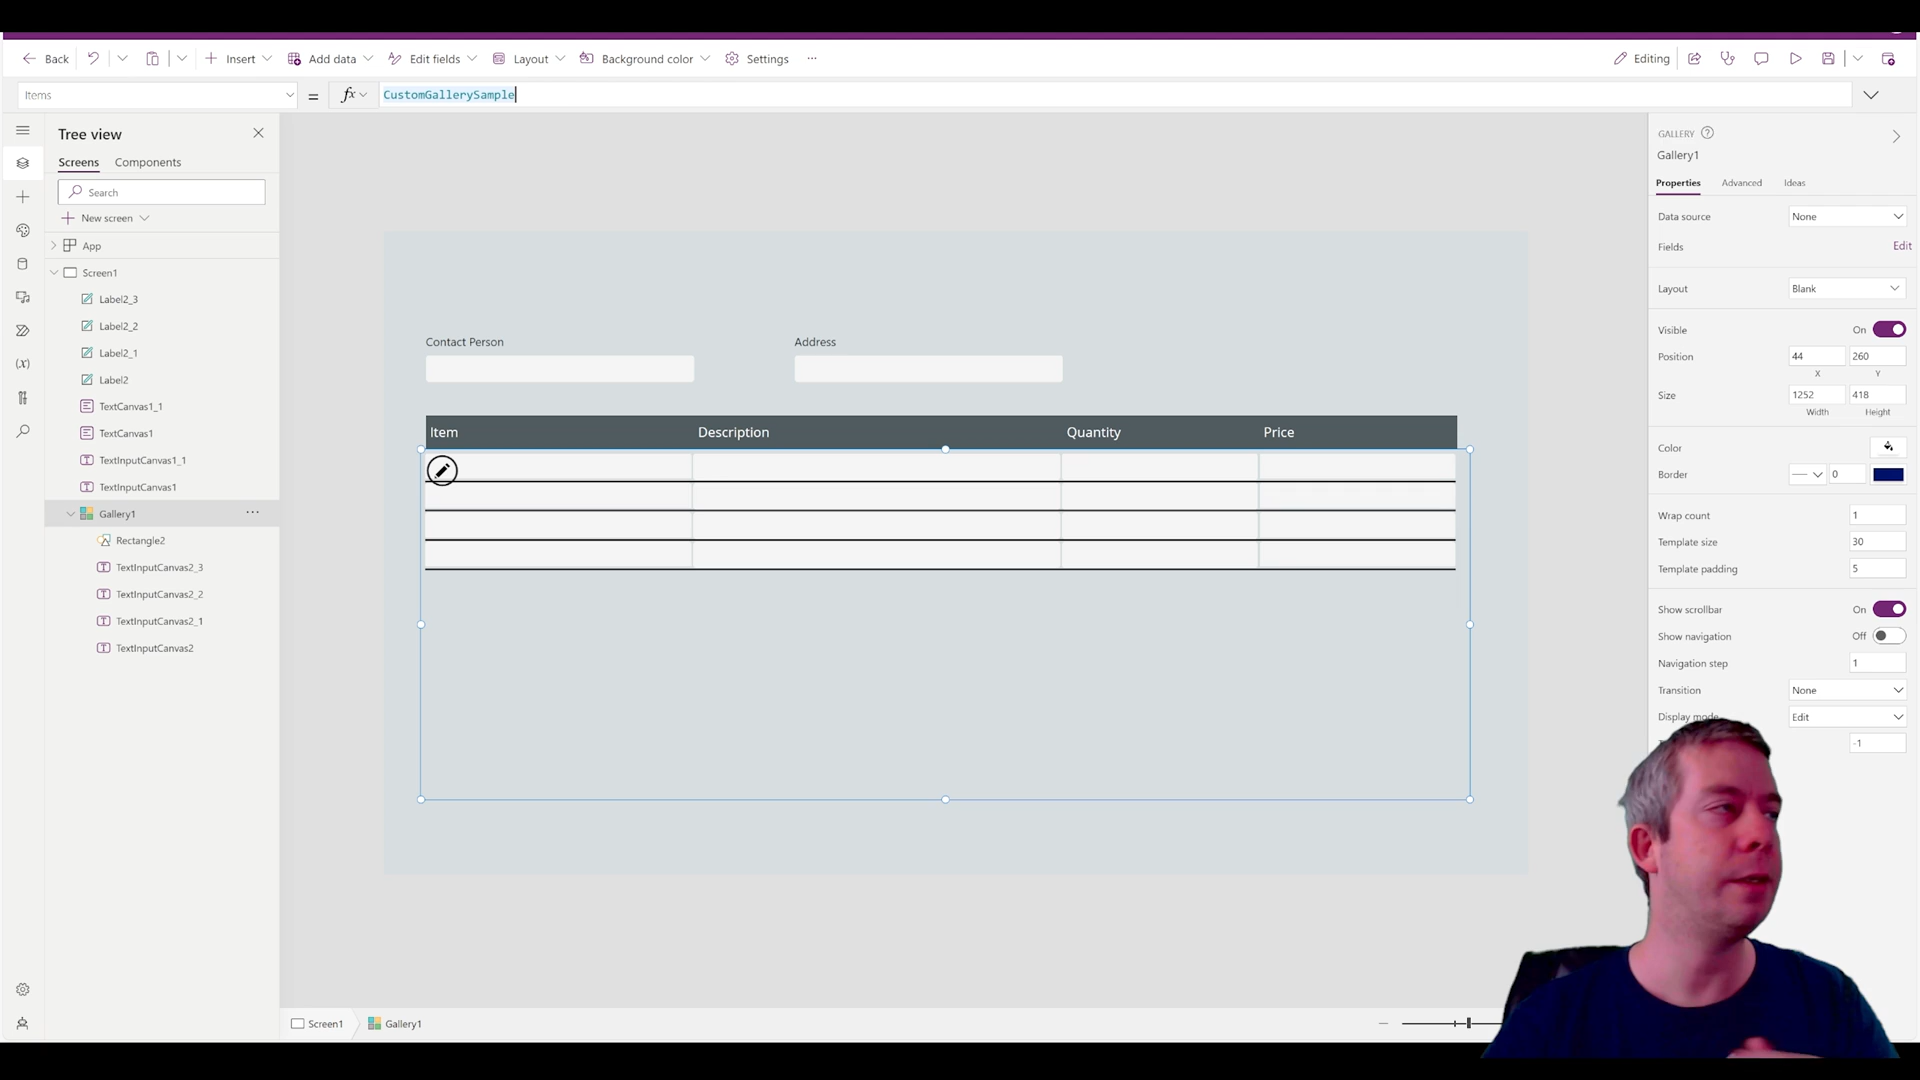 Back
Insert
Add data
Edit fields
Layout
Background color
Settings
...
Editing
Items
=
fx
CustomGallerySample
Tree view
Screens
Components
Search
New screen
App
Screen1
Label2_3
Label2_2
Label2_1
Label2
TextCanvas1_1
TextCanvas1
TextInputCanvas1_1
TextInputCanvas1
Gallery1
...
Rectangle2
TextInputCanvas2_3
TextInputCanvas2_2
TextInputCanvas2_1
TextInputCanvas2
Contact Person
Address
Item
Description
Quantity
Price
Screen1
Gallery1
GALLERY
Gallery1
Properties
Advanced
Ideas
Data source
None
Fields
Edit
Layout
Blank
Visible
On
Position
44
260
X
Y
Size
1252
418
Width
Height
Color
Border
0
Wrap count
1
Template size
30
Template padding
5
Show scrollbar
On
Show navigation
Off
Navigation step
1
Transition
None
Display mode
Edit
-1